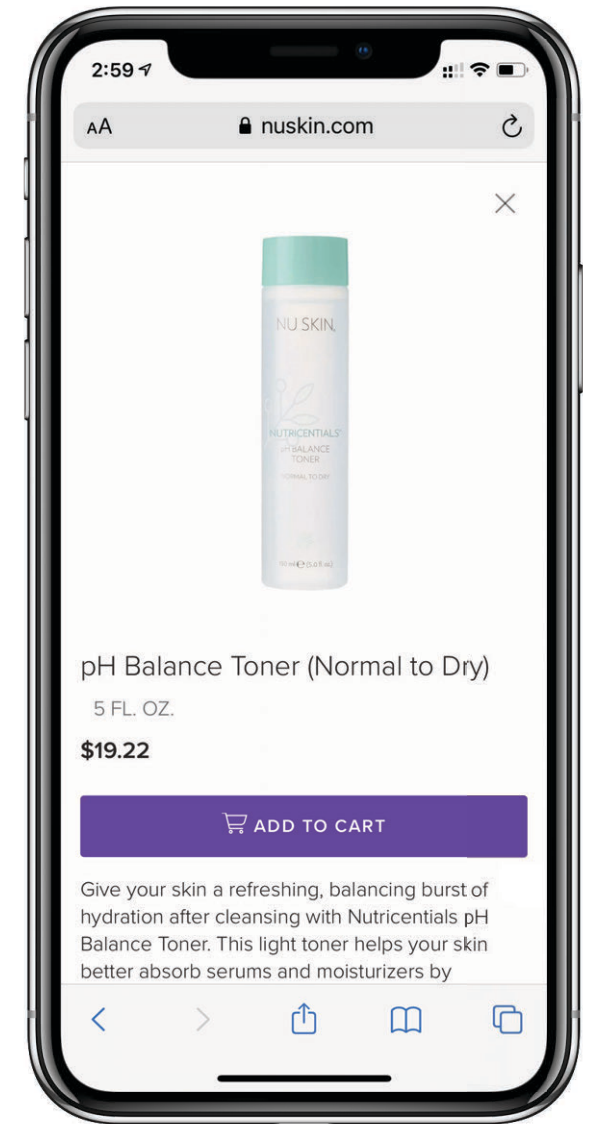 2:59
AA nuskin.com
NU SKIN.
NUTRICENTIALS®
pH BALANCE
TONER
NORMAL TO DRY
pH Balance Toner (Normal to Dry)
5 FL. OZ.
$19.22
ADD TO CART
Give your skin a refreshing, balancing burst of
hydration after cleansing with Nutricentials pH
Balance Toner. This light toner helps your skin
better absorb serums and moisturizers by